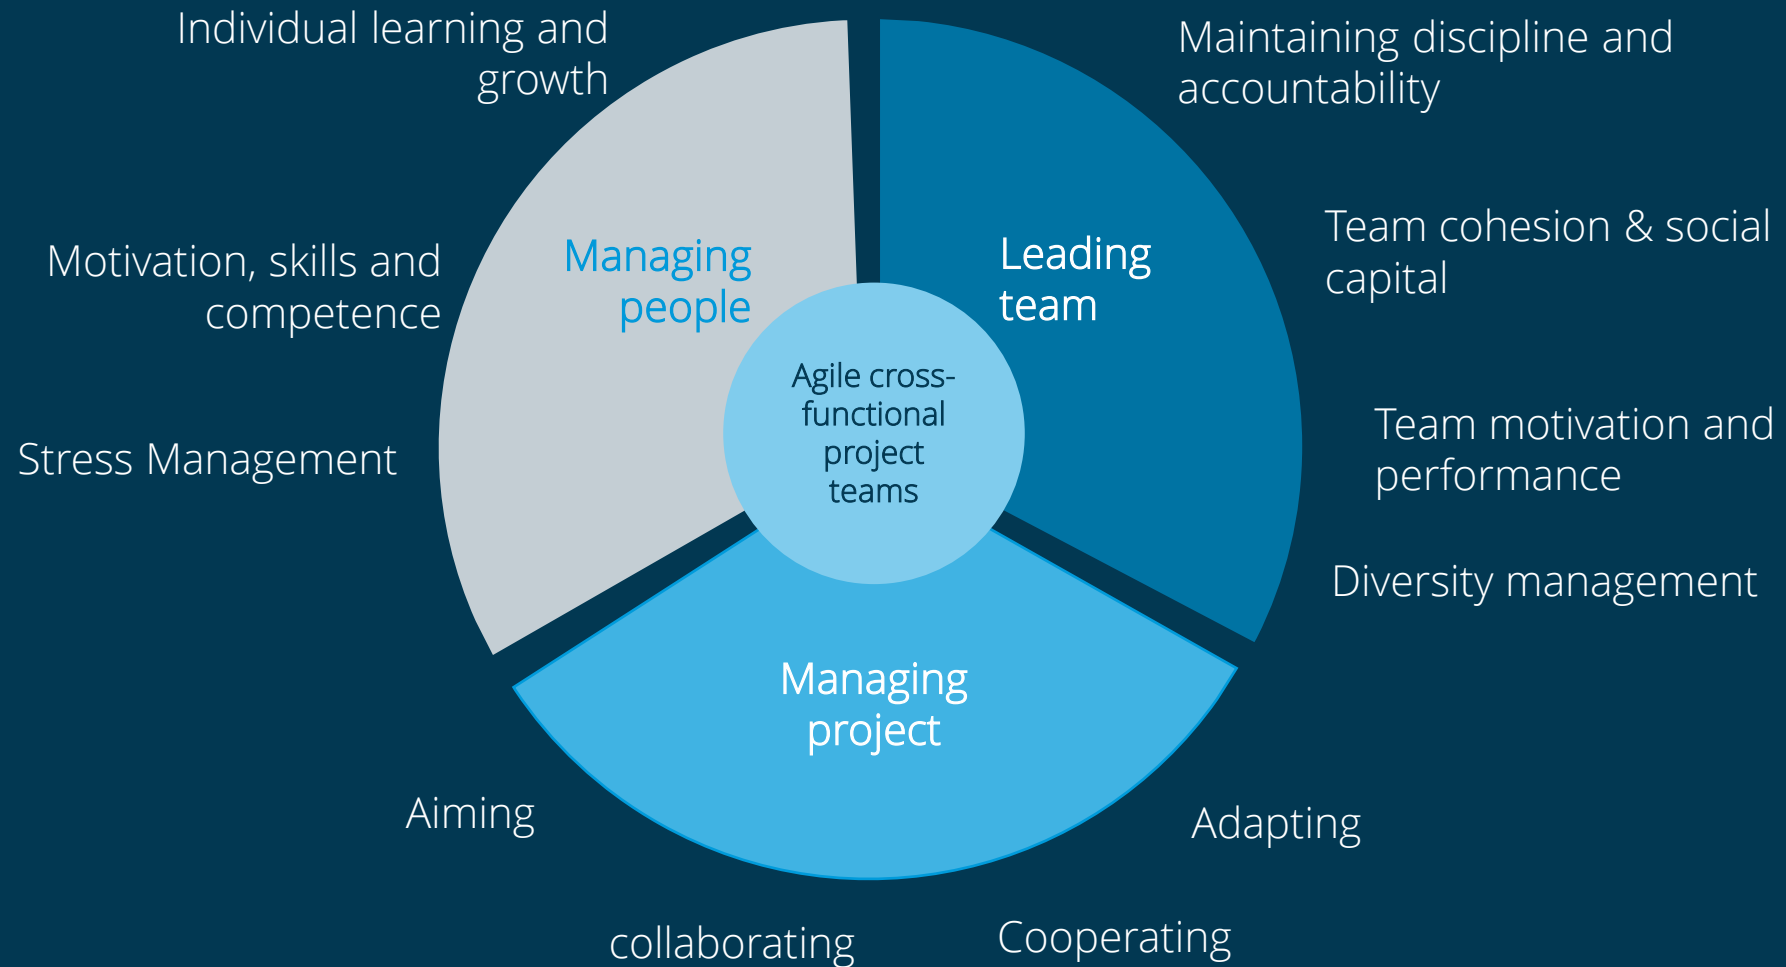 Individual learning and
growth
Motivation, skills and
competence
Stress Management
Managing
people
Leading
team
Maintaining discipline and
accountability
Team cohesion & social
capital
Team motivation and
performance
Diversity management
Agile cross-
functional
project
teams
Managing
project
Aiming
collaborating
Cooperating
Adapting